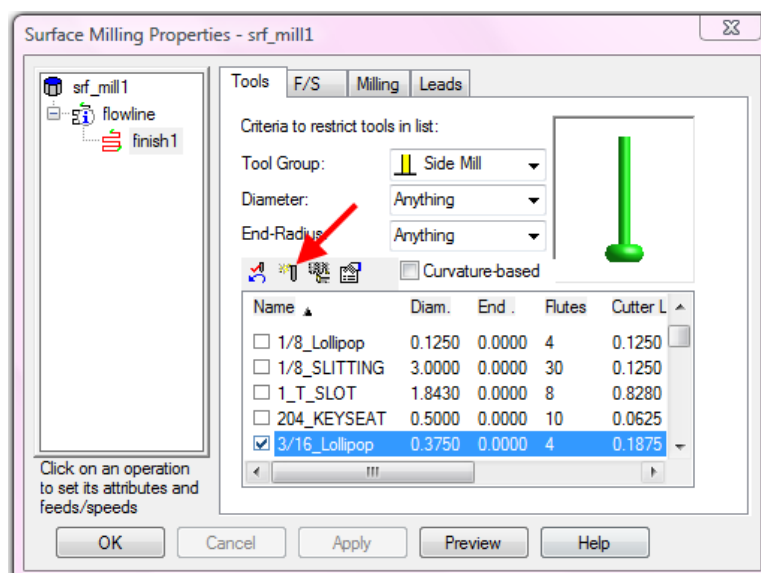 Surface Milling Properties - srf_mill1
srf_mill1
flowline
finish1
Tools F/S Milling Leads
Criteria to restrict tools in list:
Tool Group: Side Mill
Diameter: Anything
End-Radius Anything
Curvature-based
Name Diam. End . Flutes Cutter L
1/8_Lollipop 0.1250 0.0000 4 0.1250
1/8_SLITTING 3.0000 0.0000 30 0.1250
1_T_SLOT 1.8430 0.0000 8 0.8280
204_KEYSEAT 0.5000 0.0000 10 0.0625
3/16_Lollipop 0.3750 0.0000 4 0.1875
Click on an operation
to set its attributes and
feeds/speeds
OK Cancel Apply Preview Help